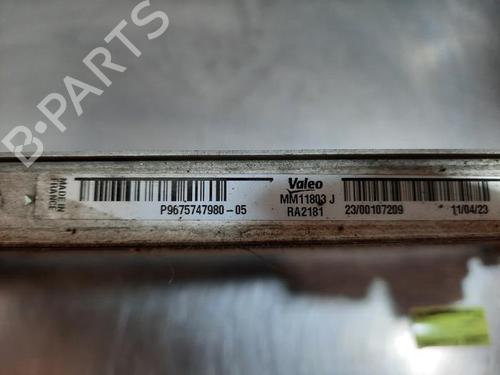 B-PARTS
MADE IN
FRANCE
P9675747980-05
Valeo
MM11803 J
RA2181
23/00107209
11/04/23